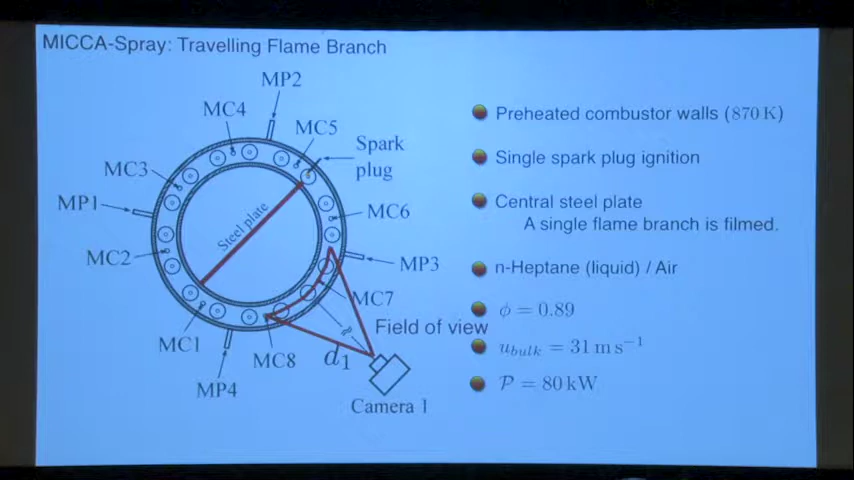 MICCA-Spray: Travelling Flame Branch
MP2
MC4
MC5
Spark
plug
MC3
MP1
MC6
Steel plate
MC2
MP3
MC7
Field of view
MC1
MC8
d1
MP4
Camera 1
Preheated combustor walls (870 K)
Single spark plug ignition
Central steel plate
A single flame branch is filmed.
n-Heptane (liquid) / Air
ϕ = 0.89
u_bulk = 31 m s⁻¹
𝒫 = 80 kW